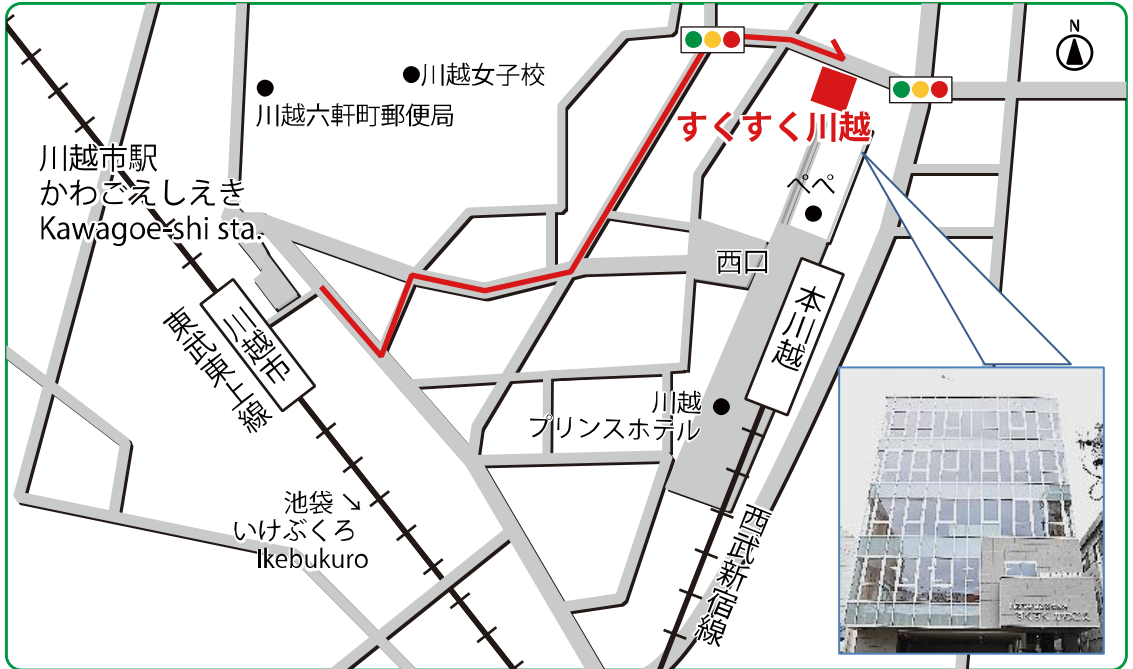 N
川越女子校
川越六軒町郵便局
すくすく川越
川越市駅
かわごえしえき
Kawagoe-shi sta.
ぺぺ
西口
本川越
川越市
東武東上線
川越
プリンスホテル
池袋↘
いけぶくろ
Ikebukuro
西武新宿線